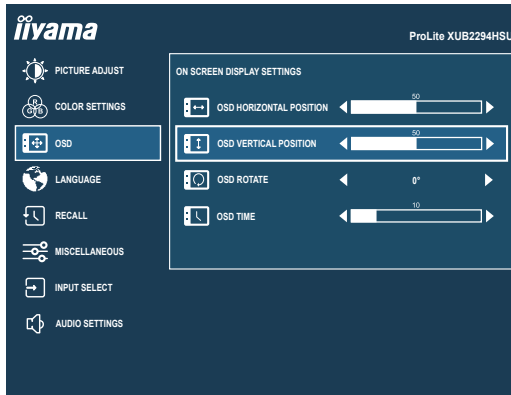 iiyama
ProLite XUB2294HSU
PICTURE ADJUST
COLOR SETTINGS
R
G B
OSD
LANGUAGE
RECALL
MISCELLANEOUS
INPUT SELECT
AUDIO SETTINGS
ON SCREEN DISPLAY SETTINGS
OSD HORIZONTAL POSITION
50
OSD VERTICAL POSITION
50
OSD ROTATE
0°
OSD TIME
10